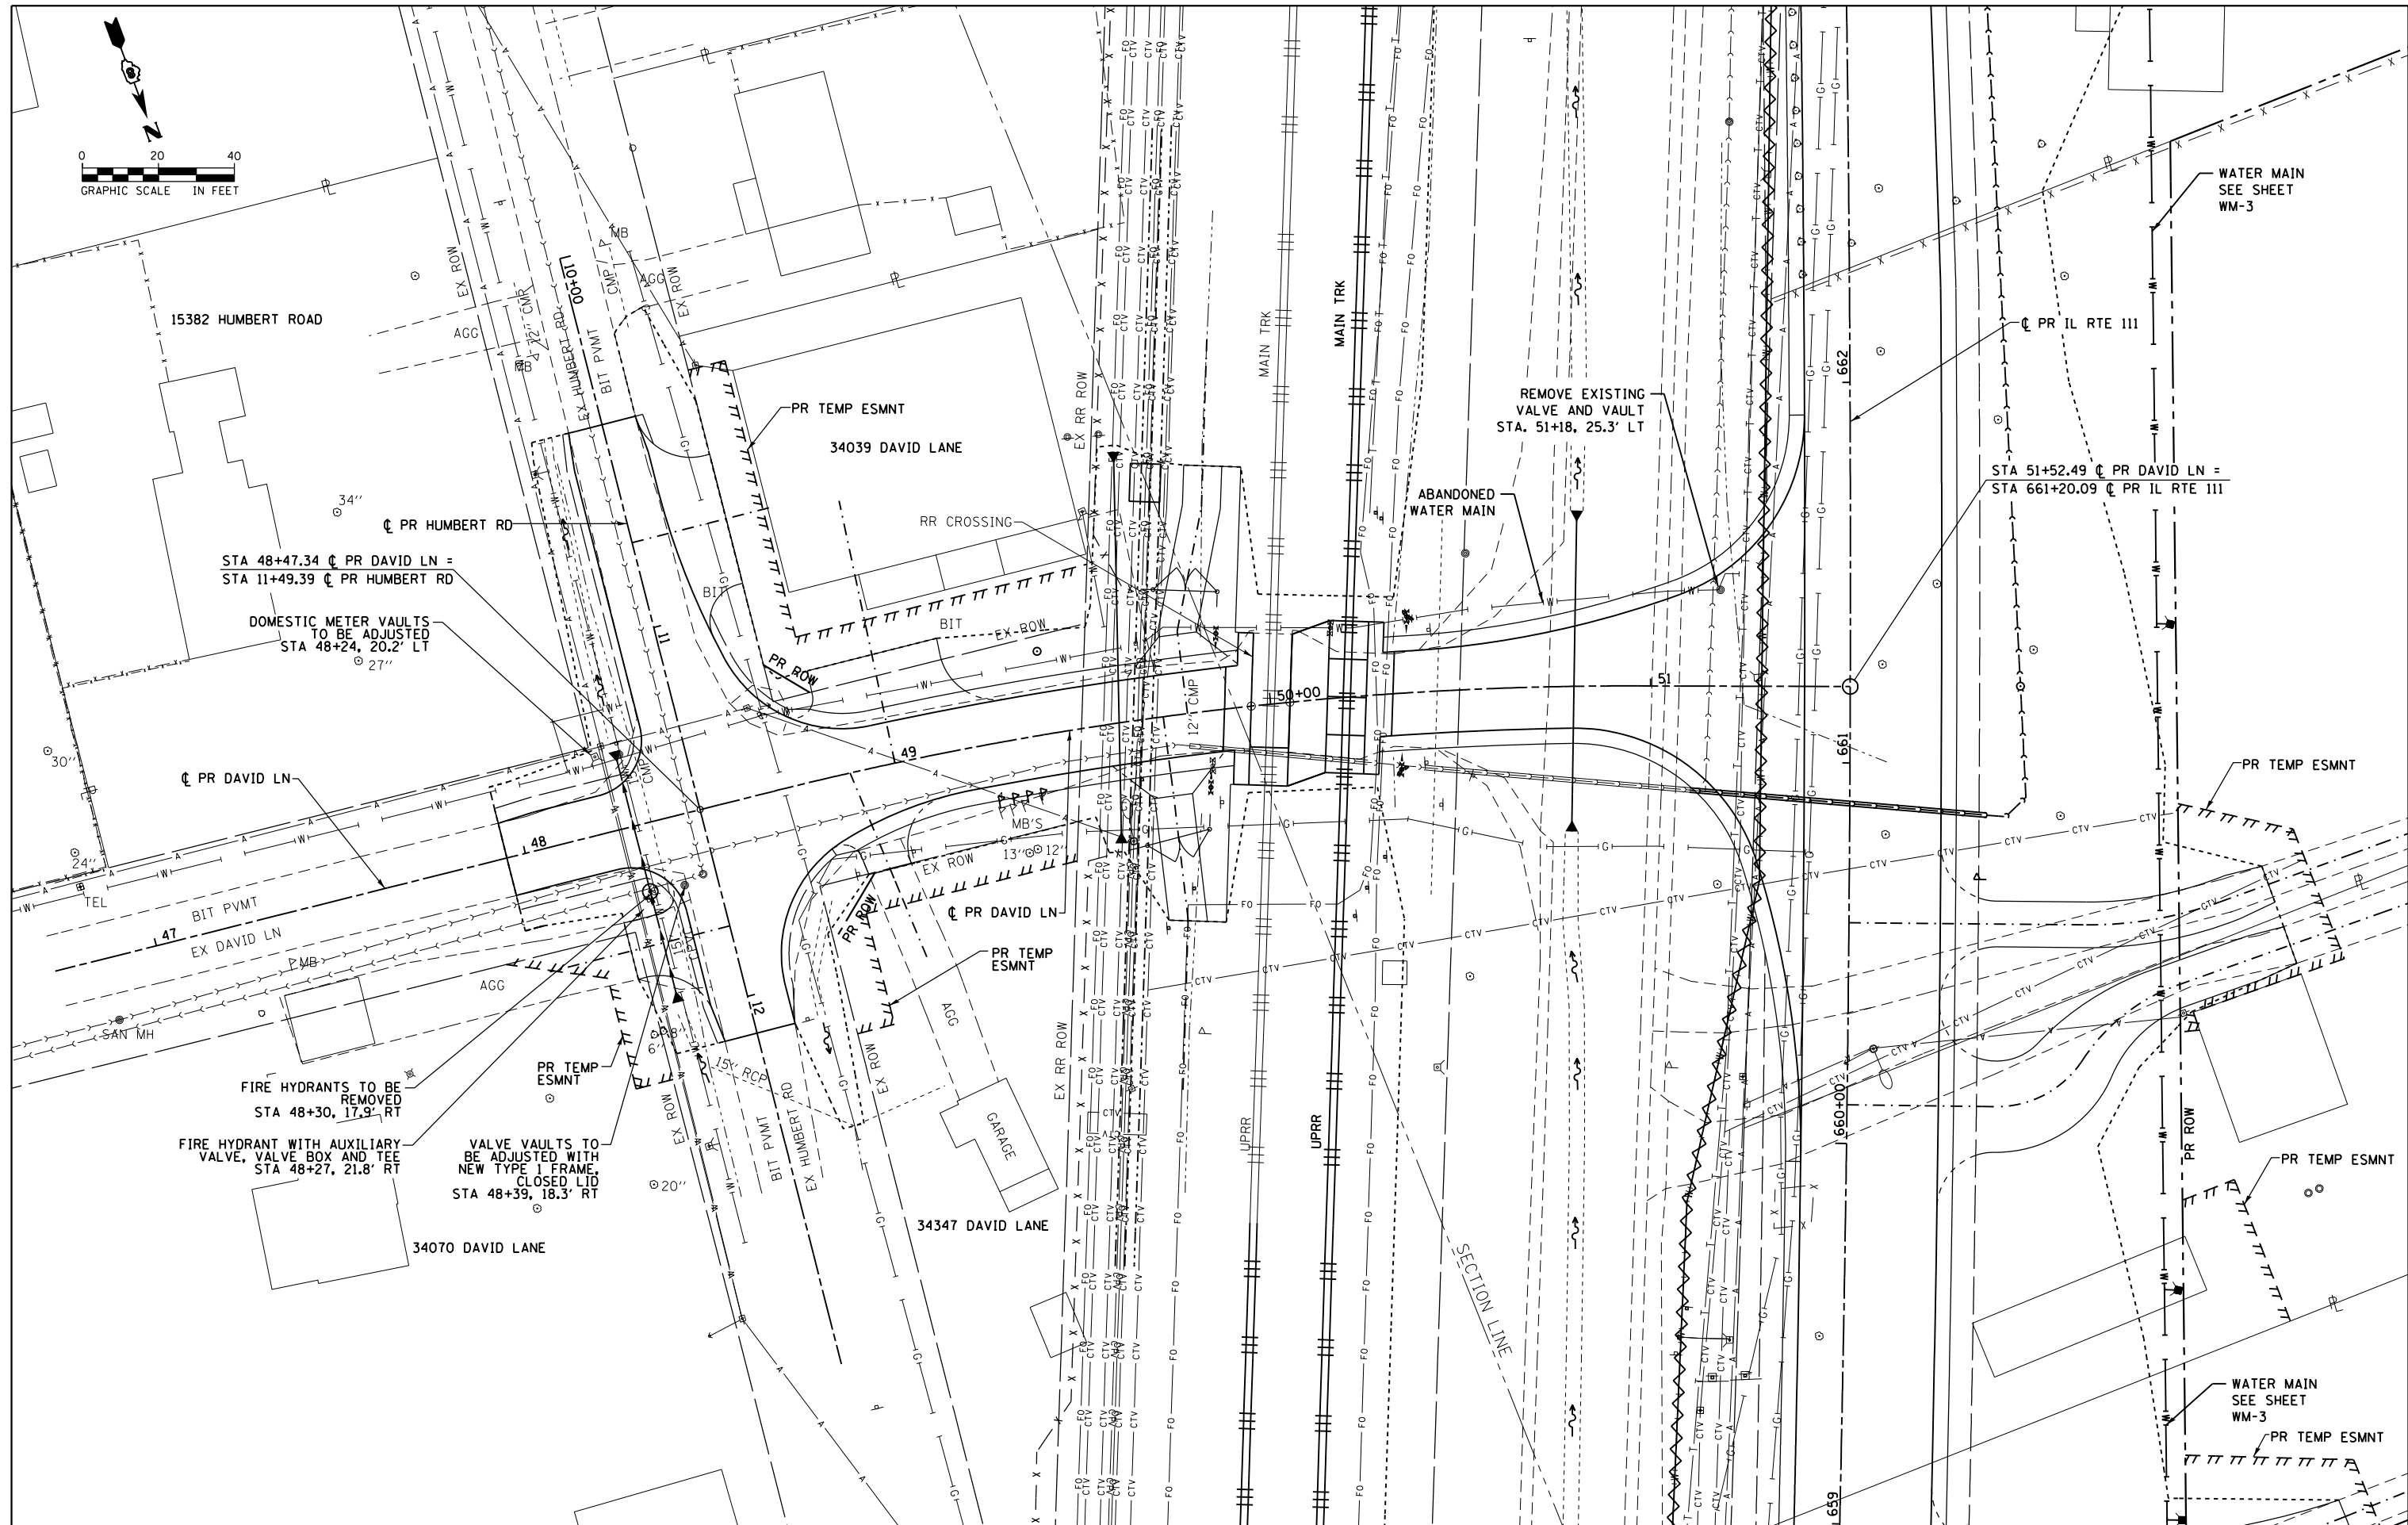 N
0 20 40
GRAPHIC SCALE IN FEET
15382 HUMBERT ROAD
EX ROW
AGG
MB
12" CMP
EX HUMBERT RD
10+00
BIT PVMT
CMP
MB
AGG
EX ROW
PR TEMP ESMNT
34039 DAVID LANE
EX RR ROW
MAIN TRK
MAIN TRK
WATER MAIN
SEE SHEET
WM-3
℄ PR IL RTE 111
662
REMOVE EXISTING
VALVE AND VAULT
STA. 51+18, 25.3' LT
STA 51+52.49 ℄ PR DAVID LN =
STA 661+20.09 ℄ PR IL RTE 111
ABANDONED
WATER MAIN
RR CROSSING
34"
℄ PR HUMBERT RD
STA 48+47.34 ℄ PR DAVID LN =
STA 11+49.39 ℄ PR HUMBERT RD
DOMESTIC METER VAULTS
TO BE ADJUSTED
STA 48+24, 20.2' LT
27"
11
BIT
BIT
EX ROW
PR ROW
12" CMP
50+00
51
661
30"
℄ PR DAVID LN
CMP
49
48
24"
TEL
BIT PVMT
47
EX DAVID LN
MB
AGG
SAN MH
MB'S
13"
12"
EX ROW
PR ROW
℄ PR DAVID LN
PR TEMP
ESMNT
PR TEMP ESMNT
12
15"
8"
6"
15" RCP
PR TEMP
ESMNT
AGG
EX ROW
EX ROW
EX RR ROW
FIRE HYDRANTS TO BE
REMOVED
STA 48+30, 17.9' RT
FIRE HYDRANT WITH AUXILIARY
VALVE, VALVE BOX AND TEE
STA 48+27, 21.8' RT
VALVE VAULTS TO
BE ADJUSTED WITH
NEW TYPE 1 FRAME,
CLOSED LID
STA 48+39, 18.3' RT
20"
BIT PVMT
EX HUMBERT RD
GARAGE
34347 DAVID LANE
34070 DAVID LANE
UPRR
UPRR
SECTION LINE
660+00
PR ROW
PR TEMP ESMNT
WATER MAIN
SEE SHEET
WM-3
PR TEMP ESMNT
659